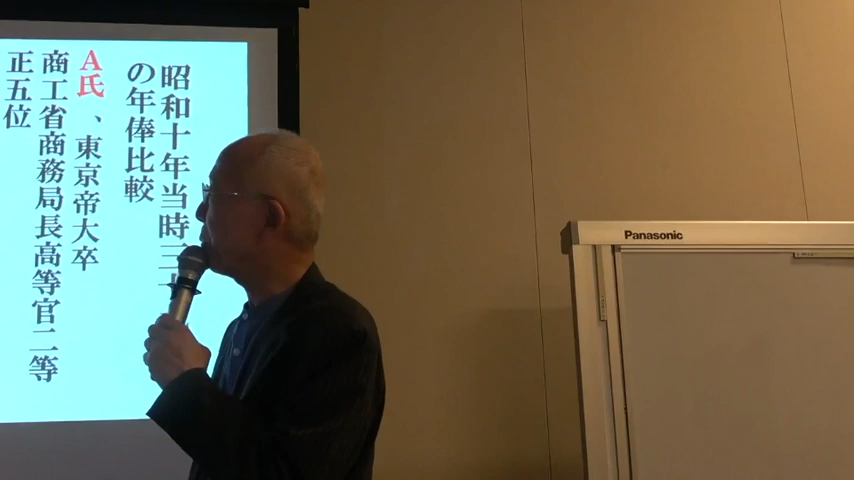 昭和十年当時三
の年俸比較
A氏、東京帝大卒
商工省商務局長高等官二等
正五位
Panasonic